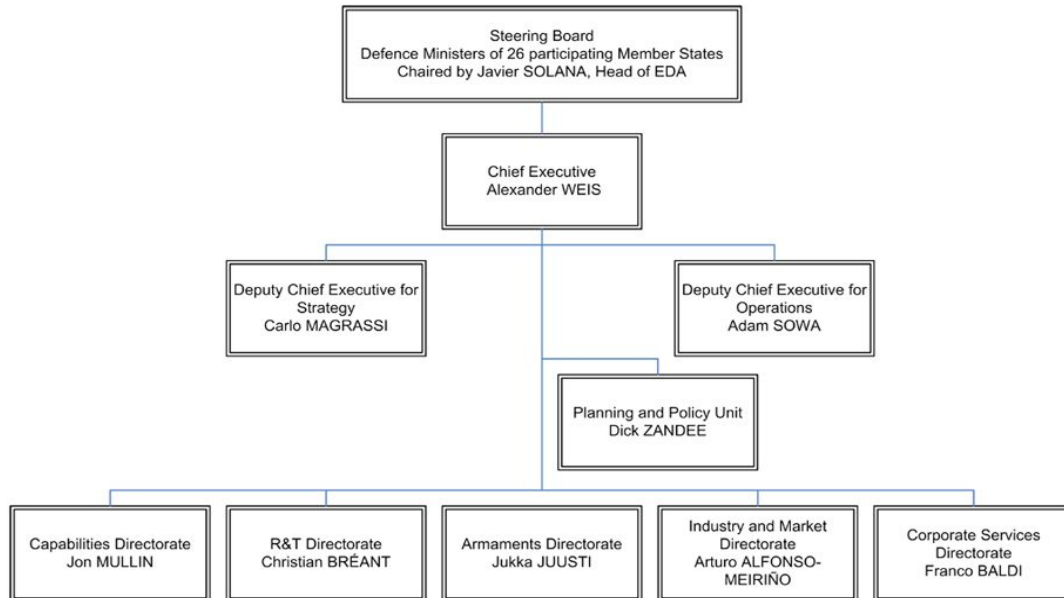 Steering Board
Defence Ministers of 26 participating Member States
Chaired by Javier SOLANA, Head of EDA
Chief Executive
Alexander WEIS
Deputy Chief Executive for
Strategy
Carlo MAGRASSI
Deputy Chief Executive for
Operations
Adam SOWA
Planning and Policy Unit
Dick ZANDEE
Capabilities Directorate
Jon MULLIN
R&T Directorate
Christian BRÉANT
Armaments Directorate
Jukka JUUSTI
Industry and Market
Directorate
Arturo ALFONSO-
MEIRIÑO
Corporate Services
Directorate
Franco BALDI